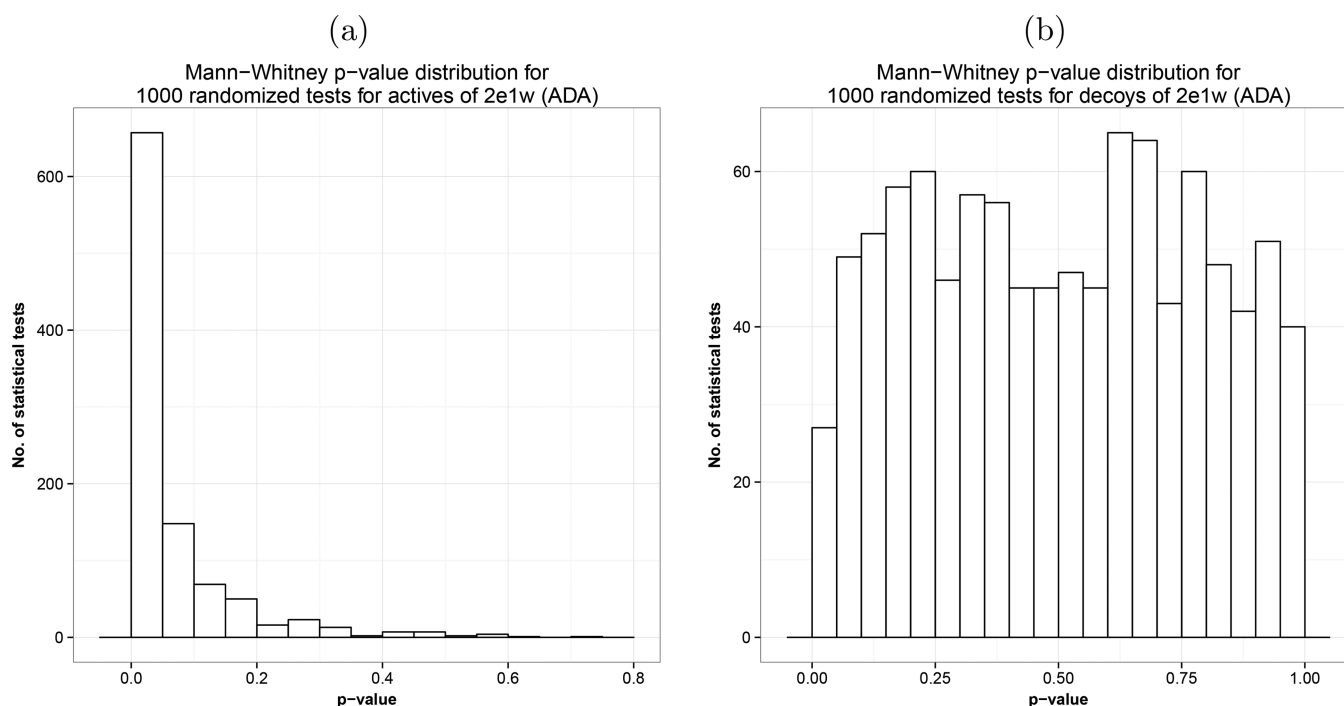 (a)
Mann−Whitney p−value distribution for
1000 randomized tests for actives of 2e1w (ADA)
No. of statistical tests
600
400
200
0
0.0 0.2 0.4 0.6 0.8
p−value
(b)
Mann−Whitney p−value distribution for
1000 randomized tests for decoys of 2e1w (ADA)
No. of statistical tests
60
40
20
0
0.00 0.25 0.50 0.75 1.00
p−value